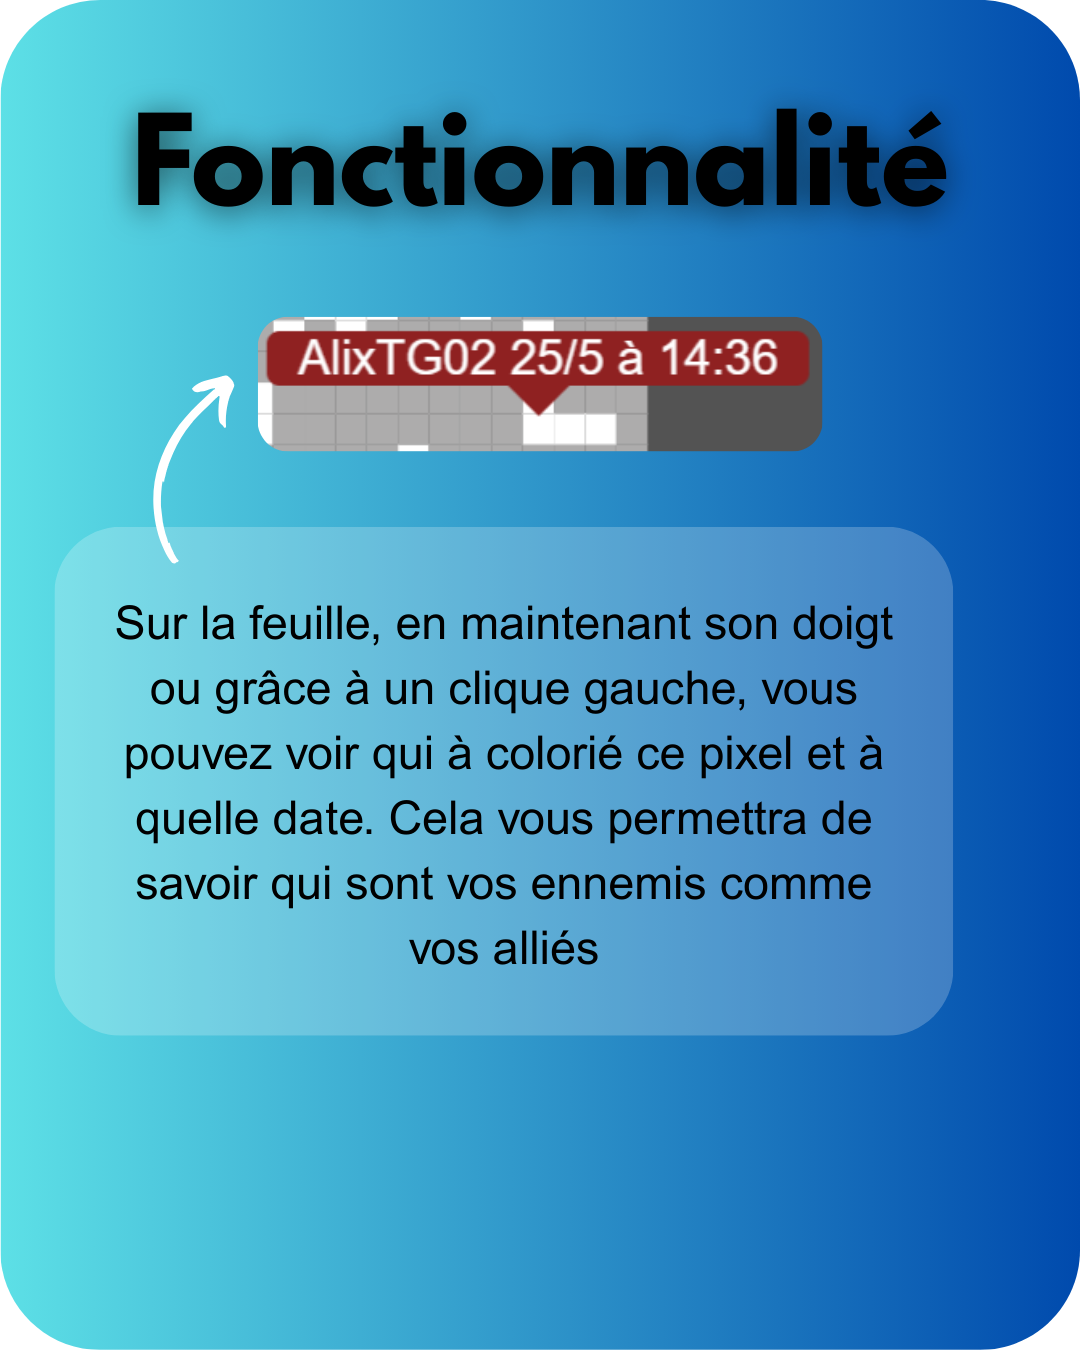 Fonctionnalité
AlixTG02 25/5 à 14:36
Sur la feuille, en maintenant son doigt
ou grâce à un clique gauche, vous
pouvez voir qui à colorié ce pixel et à
quelle date. Cela vous permettra de
savoir qui sont vos ennemis comme
vos alliés